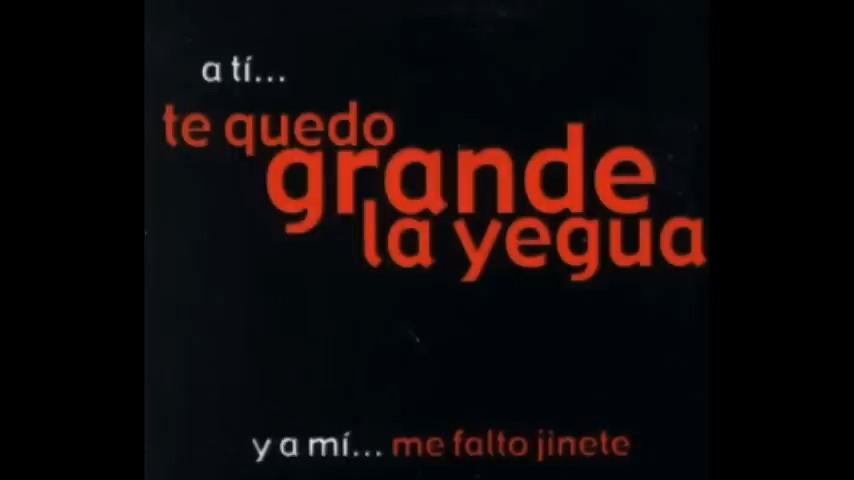 a tí...
te quedo
grande
la yegua
y a mí... me falto jinete